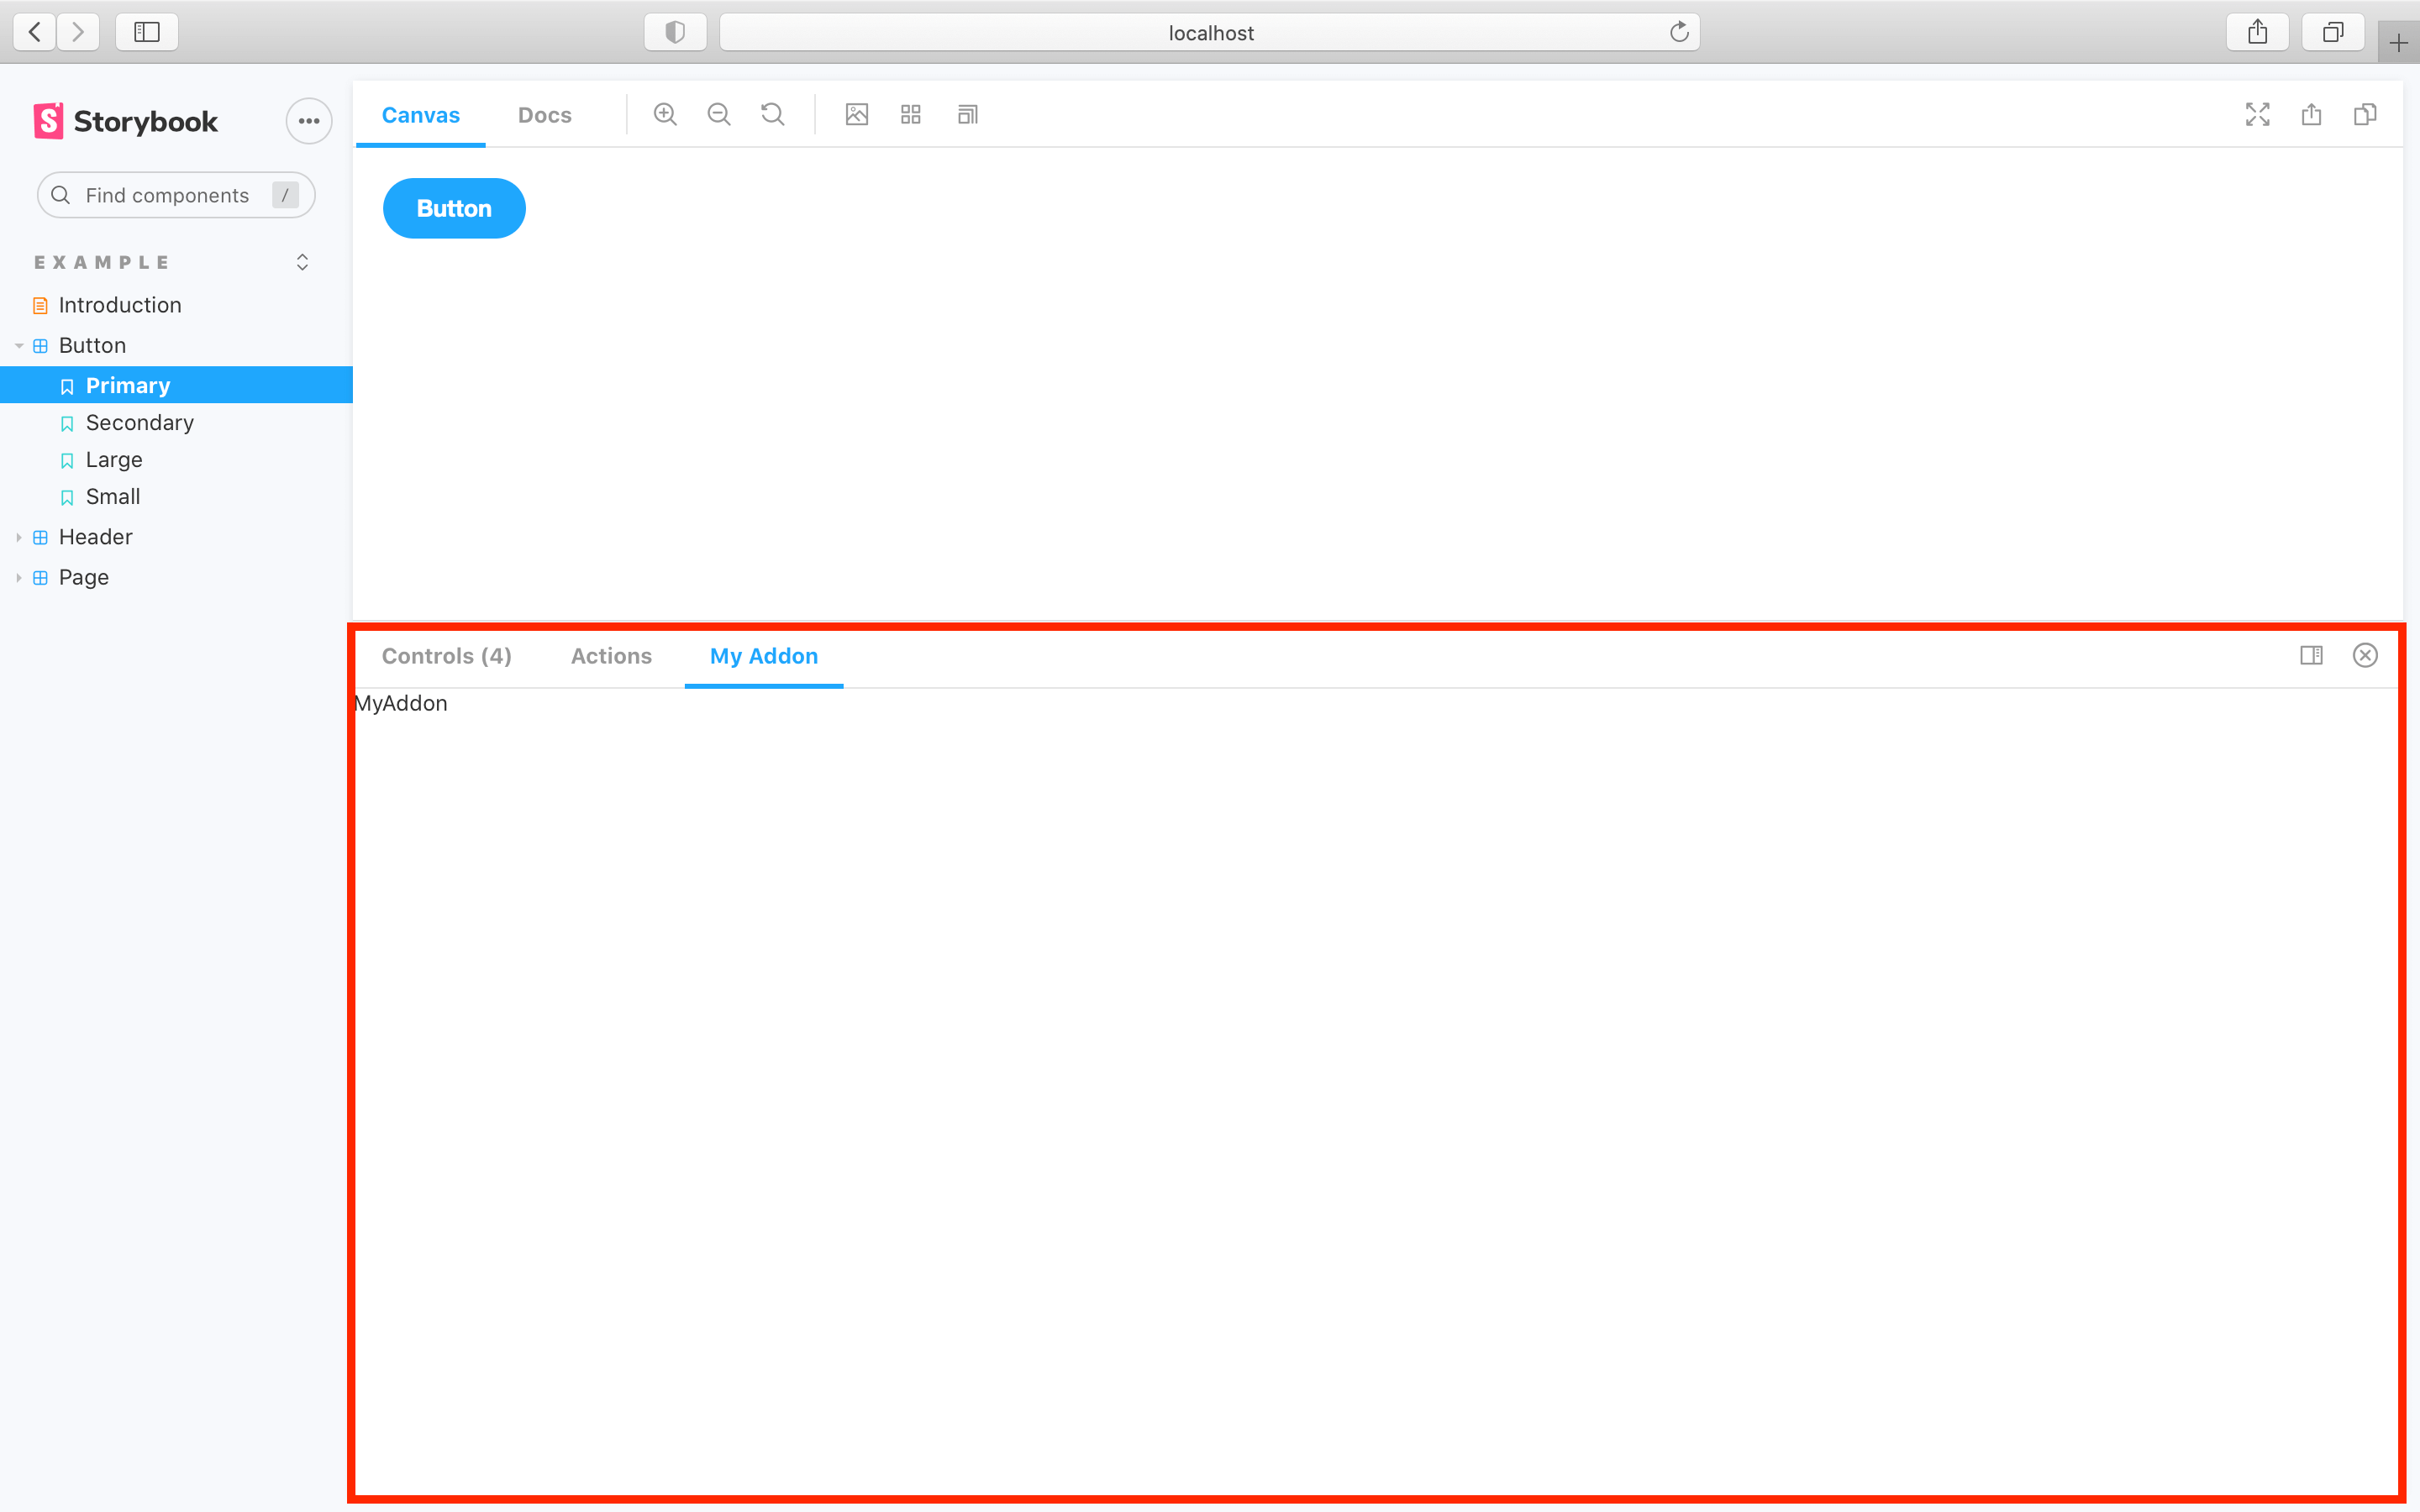 localhost
Storybook
Find components /
EXAMPLE
Introduction
Button
Primary
Secondary
Large
Small
Header
Page
Canvas Docs
Button
Controls (4) Actions My Addon
MyAddon